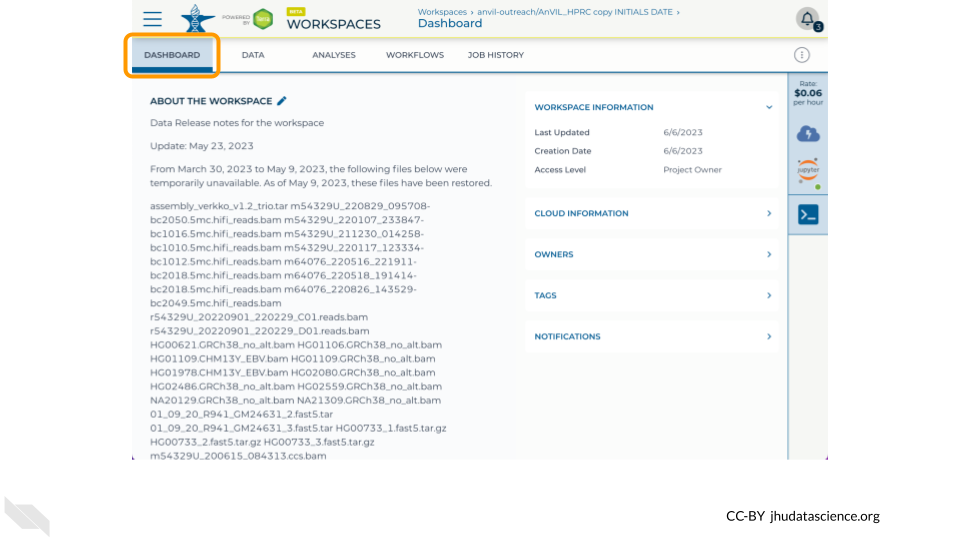 POWERED BY
Terra
BETA
WORKSPACES
Workspaces › anvil-outreach/AnVIL_HPRC copy INITIALS DATE ›
Dashboard
3
DASHBOARD DATA ANALYSES WORKFLOWS JOB HISTORY
ABOUT THE WORKSPACE
Data Release notes for the workspace
Update: May 23, 2023
From March 30, 2023 to May 9, 2023, the following files below were
temporarily unavailable. As of May 9, 2023, these files have been restored.
assembly_verkko_v1.2_trio.tar m54329U_220829_095708-
bc2050.5mc.hifi_reads.bam m54329U_220107_233847-
bc1016.5mc.hifi_reads.bam m54329U_211230_014258-
bc1010.5mc.hifi_reads.bam m54329U_220117_123334-
bc1012.5mc.hifi_reads.bam m64076_220516_221911-
bc2018.5mc.hifi_reads.bam m64076_220518_191414-
bc2018.5mc.hifi_reads.bam m64076_220826_143529-
bc2049.5mc.hifi_reads.bam
r54329U_20220901_220229_C01.reads.bam
r54329U_20220901_220229_D01.reads.bam
HG00621.GRCh38_no_alt.bam HG01106.GRCh38_no_alt.bam
HG01109.CHM13Y_EBV.bam HG01109.GRCh38_no_alt.bam
HG01978.CHM13Y_EBV.bam HG02080.GRCh38_no_alt.bam
HG02486.GRCh38_no_alt.bam HG02559.GRCh38_no_alt.bam
NA20129.GRCh38_no_alt.bam NA21309.GRCh38_no_alt.bam
01_09_20_R941_GM24631_2.fast5.tar
01_09_20_R941_GM24631_3.fast5.tar HG00733_1.fast5.tar.gz
HG00733_2.fast5.tar.gz HG00733_3.fast5.tar.gz
m54329U_200615_084313.ccs.bam
WORKSPACE INFORMATION
Last Updated 6/6/2023
Creation Date 6/6/2023
Access Level Project Owner
CLOUD INFORMATION
OWNERS
TAGS
NOTIFICATIONS
Rate:
$0.06
per hour
jupyter
CC-BY jhudatascience.org